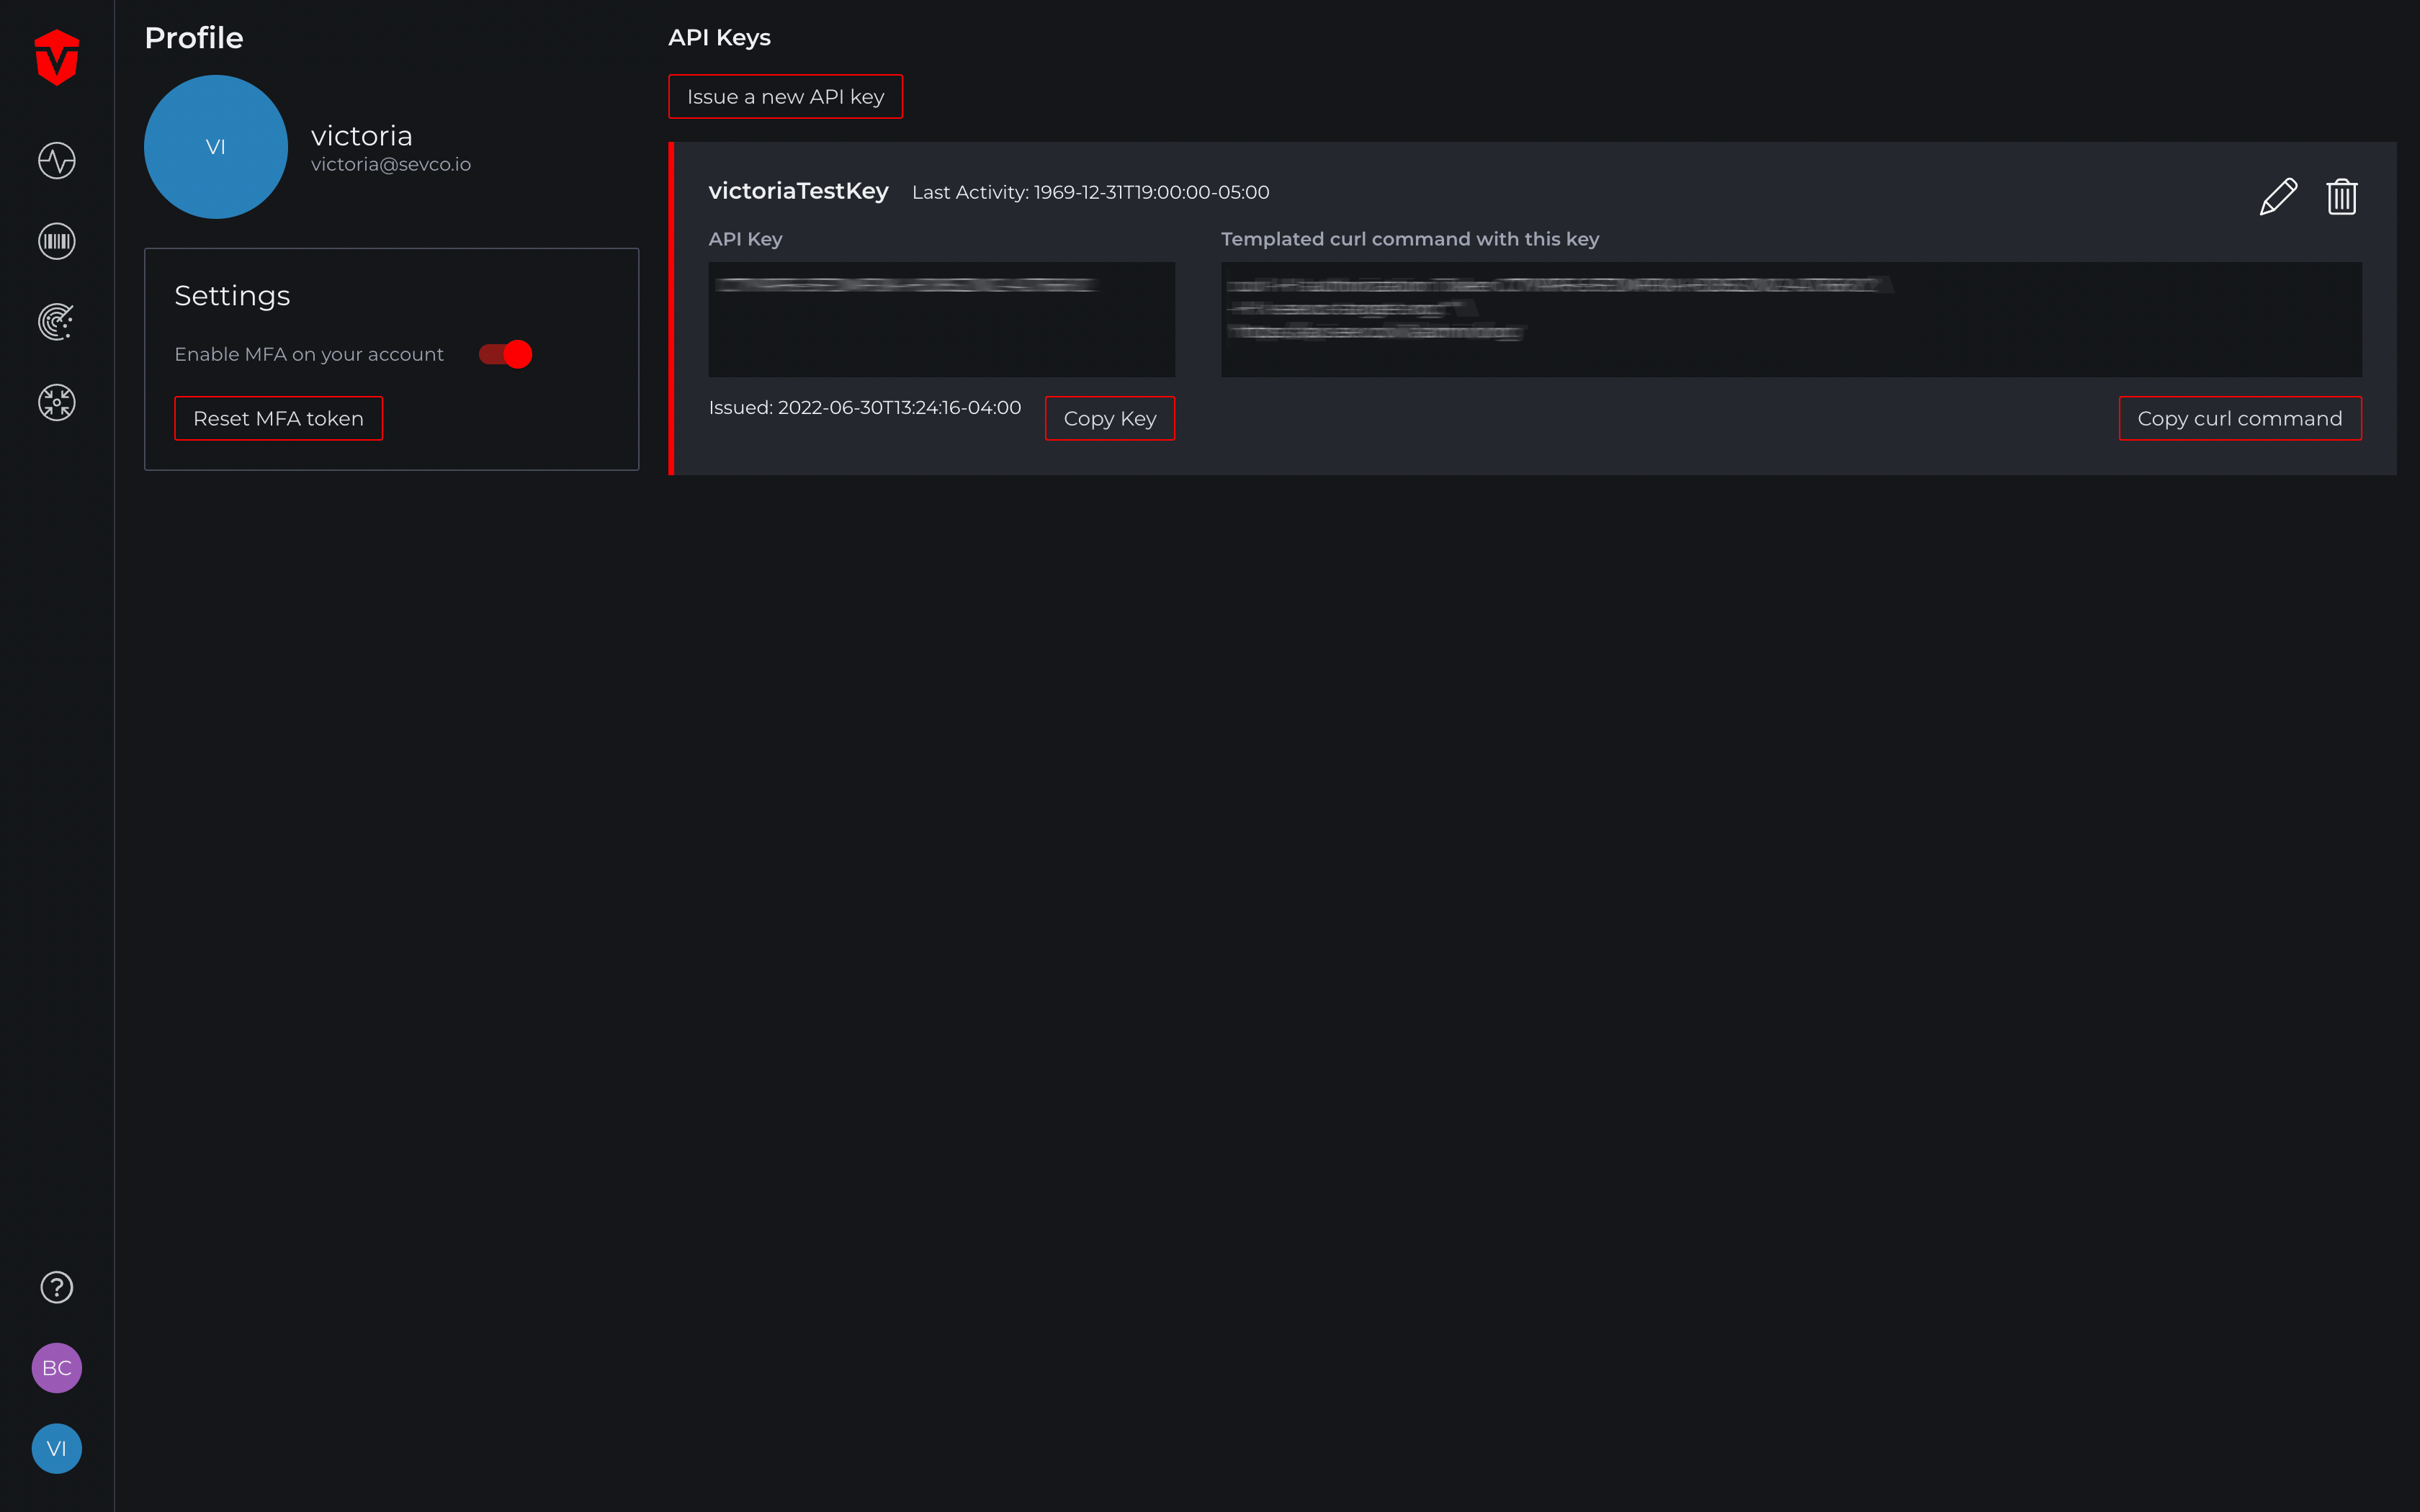 Profile
VI
victoria
victoria@sevco.io
Settings
Enable MFA on your account
Reset MFA token
API Keys
Issue a new API key
victoriaTestKey Last Activity: 1969-12-31T19:00:00-05:00
API Key
Templated curl command with this key
Issued: 2022-06-30T13:24:16-04:00
Copy Key
Copy curl command
?
BC
VI